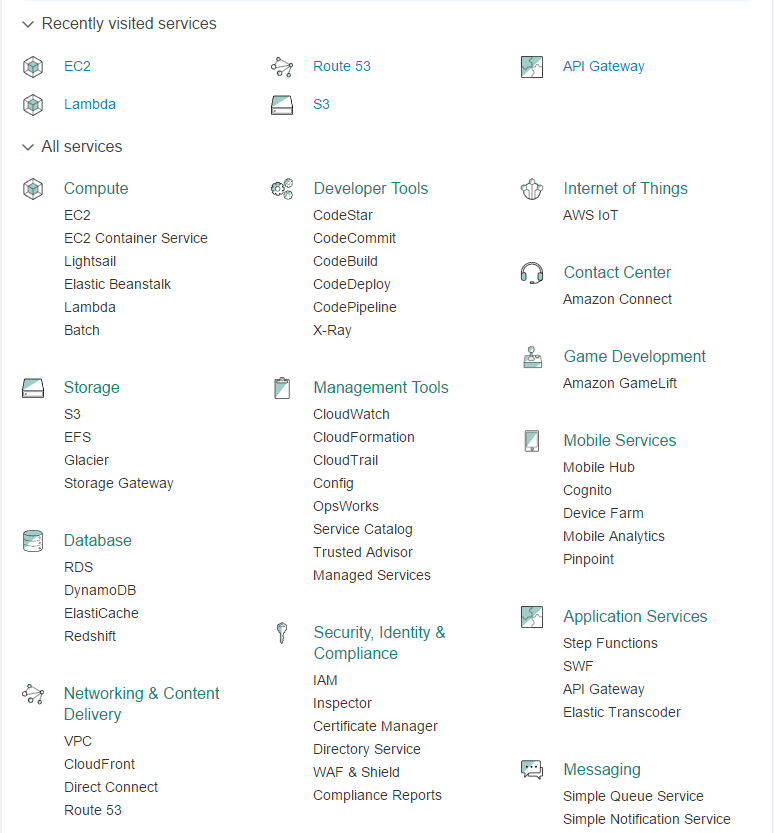 Recently visited services
EC2
Route 53
API Gateway
Lambda
S3
All services
Compute
EC2
EC2 Container Service
Lightsail
Elastic Beanstalk
Lambda
Batch
Storage
S3
EFS
Glacier
Storage Gateway
Database
RDS
DynamoDB
ElastiCache
Redshift
Networking & Content
Delivery
VPC
CloudFront
Direct Connect
Route 53
Developer Tools
CodeStar
CodeCommit
CodeBuild
CodeDeploy
CodePipeline
X-Ray
Management Tools
CloudWatch
CloudFormation
CloudTrail
Config
OpsWorks
Service Catalog
Trusted Advisor
Managed Services
Security, Identity &
Compliance
IAM
Inspector
Certificate Manager
Directory Service
WAF & Shield
Compliance Reports
Internet of Things
AWS IoT
Contact Center
Amazon Connect
Game Development
Amazon GameLift
Mobile Services
Mobile Hub
Cognito
Device Farm
Mobile Analytics
Pinpoint
Application Services
Step Functions
SWF
API Gateway
Elastic Transcoder
Messaging
Simple Queue Service
Simple Notification Service